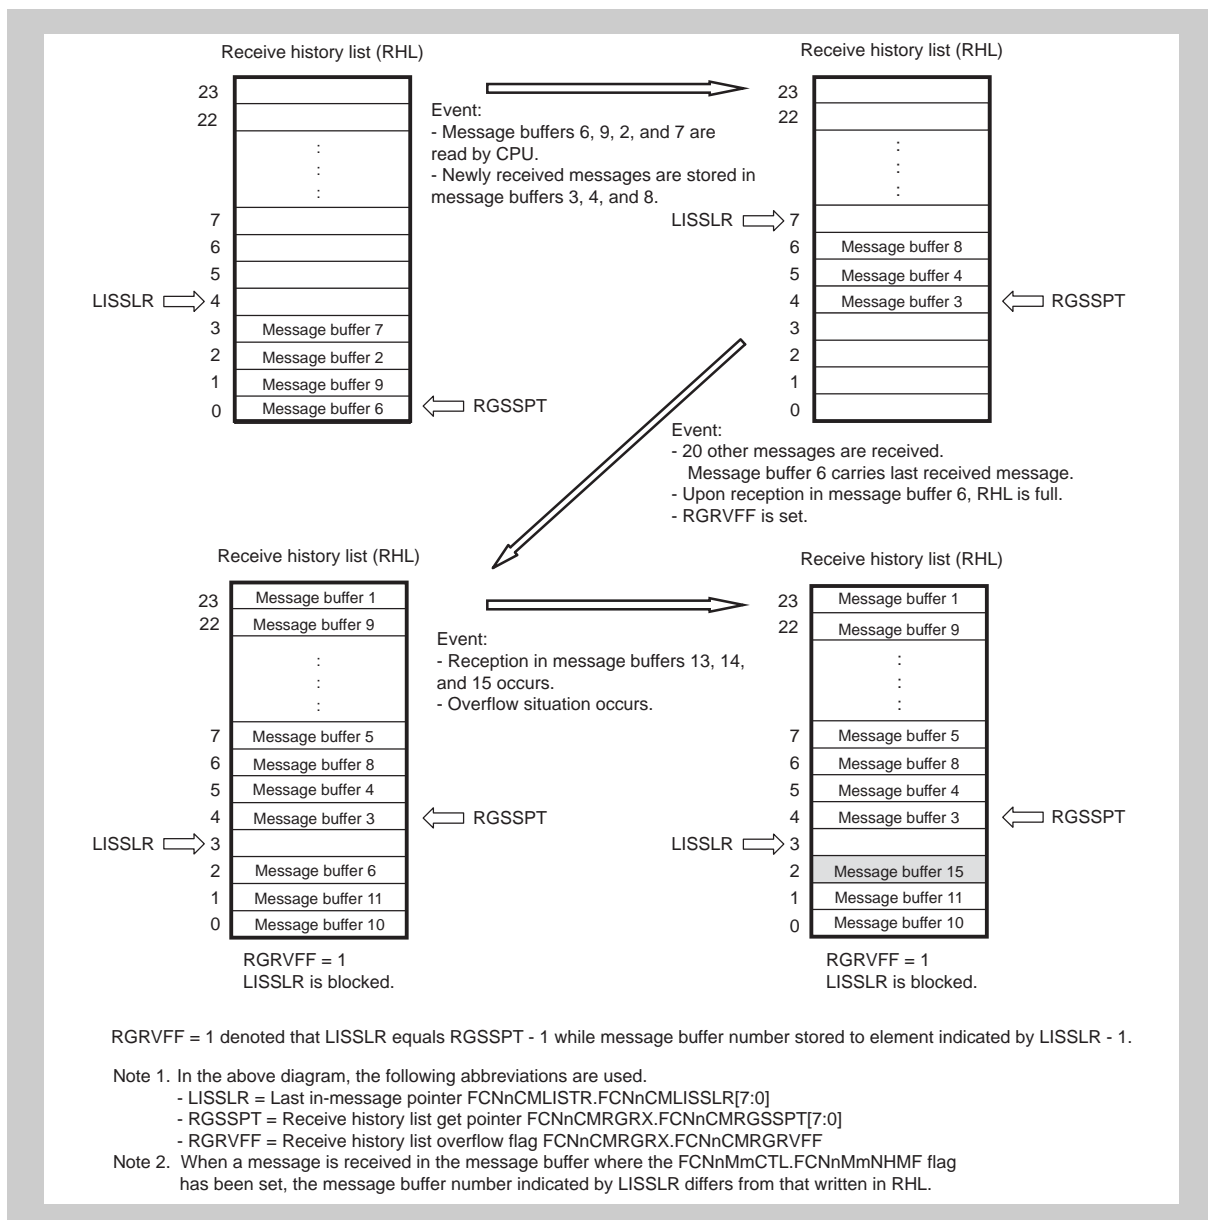 Receive history list (RHL)
23
22
:
:
:
7
6
5
LISSLR 4
3 Message buffer 7
2 Message buffer 2
1 Message buffer 9
0 Message buffer 6 RGSSPT
Event:
- Message buffers 6, 9, 2, and 7 are
read by CPU.
- Newly received messages are stored in
message buffers 3, 4, and 8.
Receive history list (RHL)
23
22
:
:
:
LISSLR 7
6 Message buffer 8
5 Message buffer 4
4 Message buffer 3 RGSSPT
3
2
1
0
Event:
- 20 other messages are received.
Message buffer 6 carries last received message.
- Upon reception in message buffer 6, RHL is full.
- RGRVFF is set.
Receive history list (RHL)
23 Message buffer 1
22 Message buffer 9
:
:
:
7 Message buffer 5
6 Message buffer 8
5 Message buffer 4
4 Message buffer 3 RGSSPT
LISSLR 3
2 Message buffer 6
1 Message buffer 11
0 Message buffer 10
RGRVFF = 1
LISSLR is blocked.
Event:
- Reception in message buffers 13, 14,
and 15 occurs.
- Overflow situation occurs.
Receive history list (RHL)
23 Message buffer 1
22 Message buffer 9
:
:
:
7 Message buffer 5
6 Message buffer 8
5 Message buffer 4
4 Message buffer 3 RGSSPT
LISSLR 3
2 Message buffer 15
1 Message buffer 11
0 Message buffer 10
RGRVFF = 1
LISSLR is blocked.
RGRVFF = 1 denoted that LISSLR equals RGSSPT - 1 while message buffer number stored to element indicated by LISSLR - 1.
Note 1. In the above diagram, the following abbreviations are used.
- LISSLR = Last in-message pointer FCNnCMLISTR.FCNnCMLISSLR[7:0]
- RGSSPT = Receive history list get pointer FCNnCMRGRX.FCNnCMRGSSPT[7:0]
- RGRVFF = Receive history list overflow flag FCNnCMRGRX.FCNnCMRGRVFF
Note 2. When a message is received in the message buffer where the FCNnMmCTL.FCNnMmNHMF flag
has been set, the message buffer number indicated by LISSLR differs from that written in RHL.